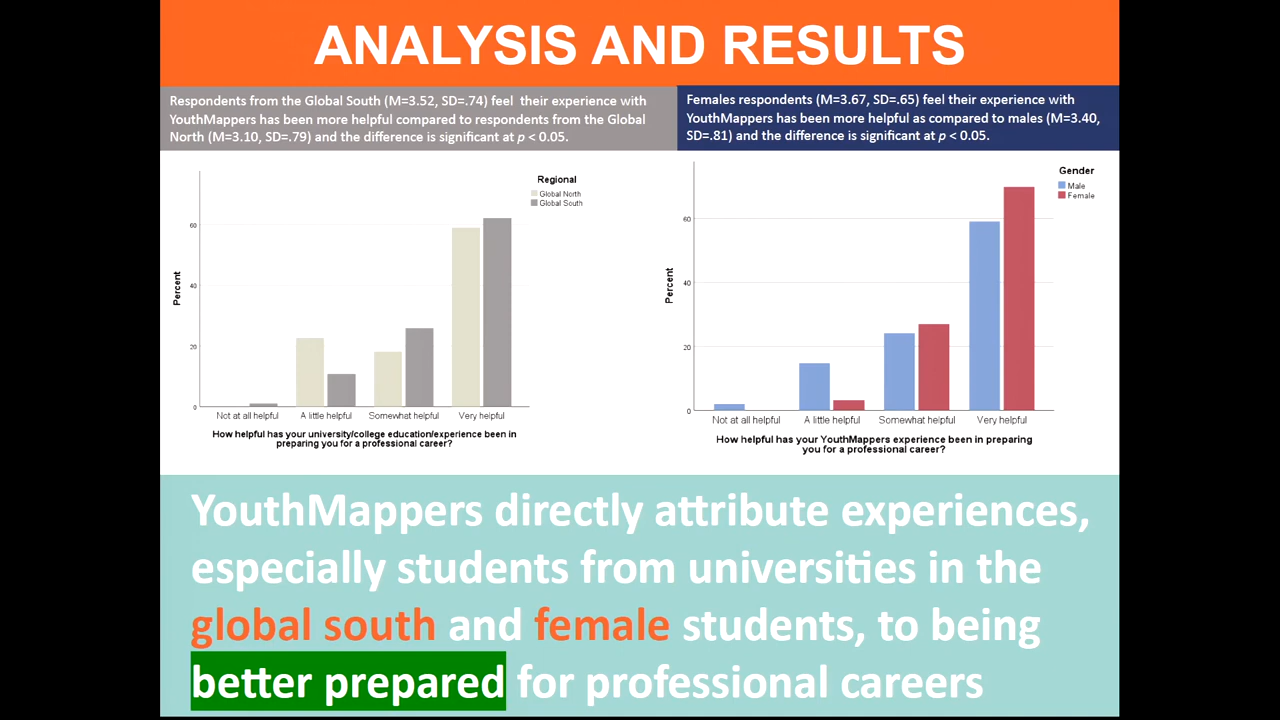 ANALYSIS AND RESULTS
Respondents from the Global South (M=3.52, SD=.74) feel  their experience with
YouthMappers has been more helpful compared to respondents from the Global
North (M=3.10, SD=.79) and the difference is significant at p < 0.05.
Females respondents (M=3.67, SD=.65) feel their experience with
YouthMappers has been more helpful as compared to males (M=3.40,
SD=.81) and the difference is significant at p < 0.05.
Regional
Global North
Global South
Percent
60
40
20
0
Not at all helpful
A little helpful
Somewhat helpful
Very helpful
How helpful has your university/college education/experience been in
preparing you for a professional career?
Gender
Male
Female
Percent
60
40
20
0
Not at all helpful
A little helpful
Somewhat helpful
Very helpful
How helpful has your YouthMappers experience been in preparing
you for a professional career?
YouthMappers directly attribute experiences,
especially students from universities in the
global south and female students, to being
better prepared for professional careers